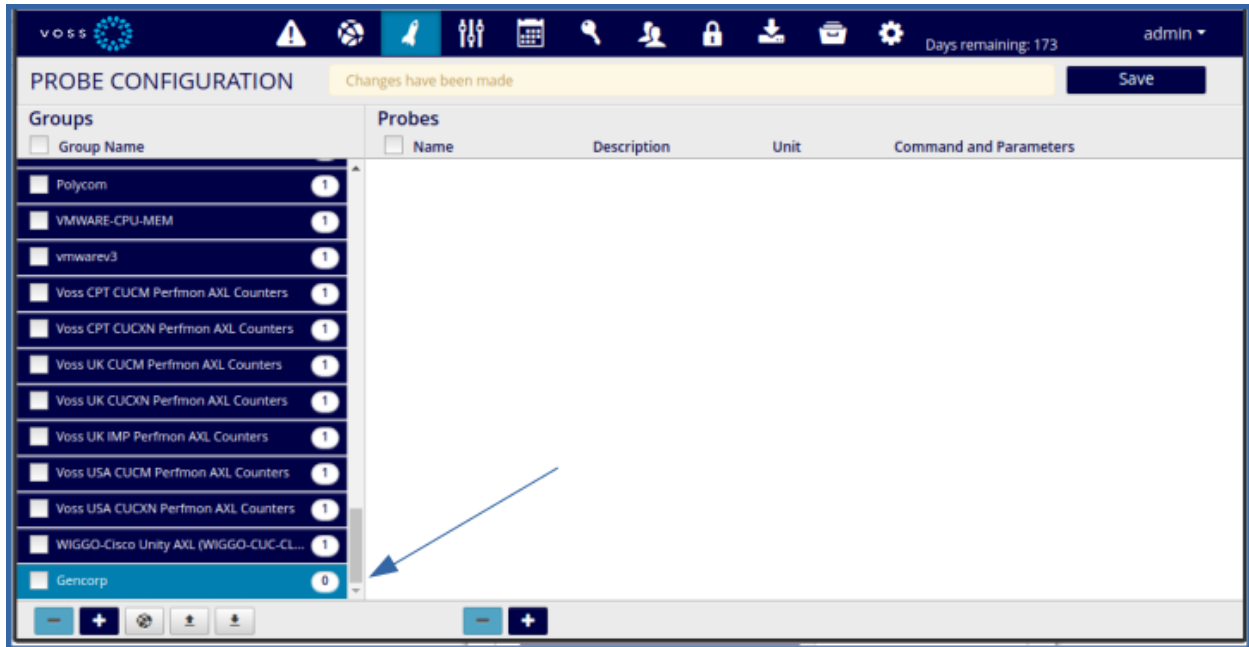 voss
Days remaining: 173
admin
PROBE CONFIGURATION
Changes have been made
Save
Groups
Probes
Group Name
Name Description Unit Command and Parameters
Polycom 1
VMWARE-CPU-MEM 1
vmwarev3 1
Voss CPT CUCM Perfmon AXL Counters 1
Voss CPT CUCXN Perfmon AXL Counters 1
Voss UK CUCM Perfmon AXL Counters 1
Voss UK CUCXN Perfmon AXL Counters 1
Voss UK IMP Perfmon AXL Counters 1
Voss USA CUCM Perfmon AXL Counters 1
Voss USA CUCXN Perfmon AXL Counters 1
WIGGO-Cisco Unity AXL (WIGGO-CUC-CL... 1
Gencorp 0